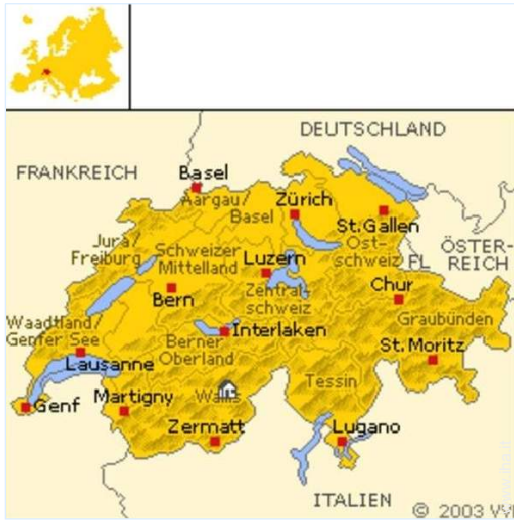 DEUTSCHLAND
FRANKREICH
Basel
Aargau/
Basel
Zürich
St.Gallen
Ost-
schweiz
FL
ÖSTER-
REICH
Jura/
Freiburg
Schweizer
Mittelland
Luzern
Zentral-
schweiz
Chur
Bern
Graubünden
Waadtland/
Genfer See
Interlaken
Berner
Oberland
St.Moritz
Lausanne
Tessin
Wallis
Genf
Martigny
Zermatt
Lugano
ITALIEN
© 2003